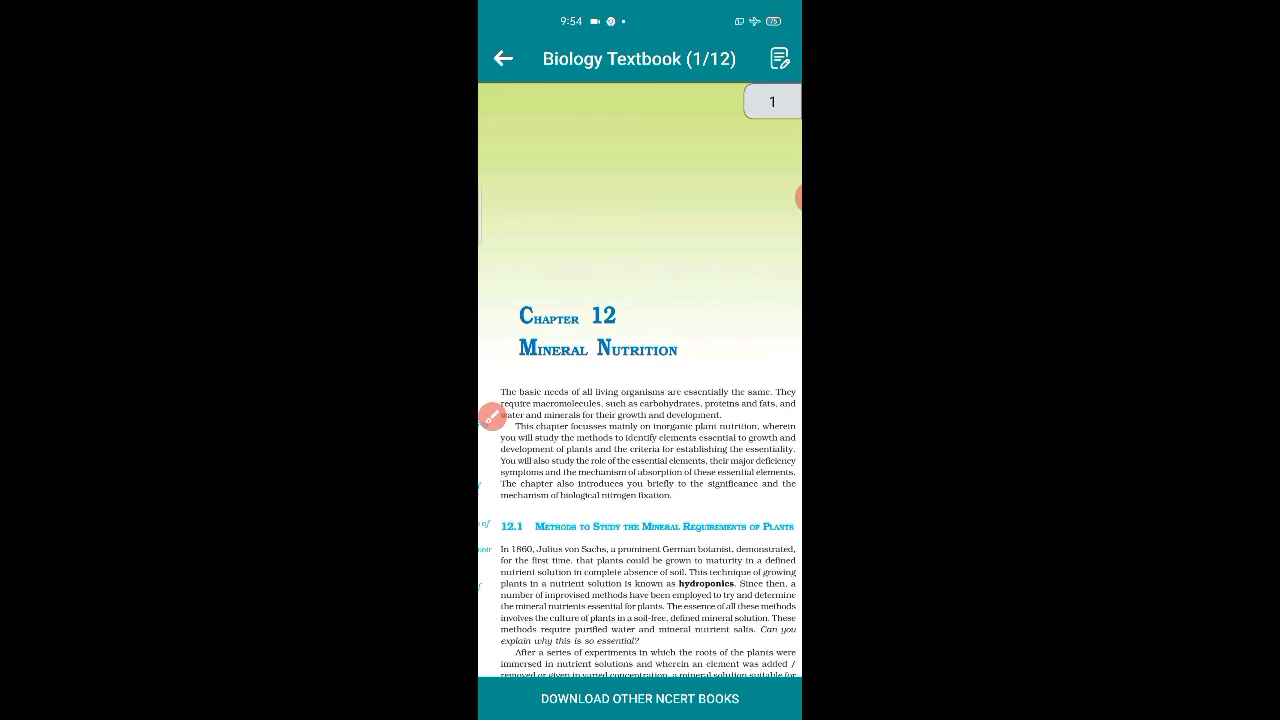 9:54
75
Biology Textbook (1/12)
1
CHAPTER 12
MINERAL NUTRITION
The basic needs of all living organisms are essentially the same. They
require macromolecules, such as carbohydrates, proteins and fats, and
water and minerals for their growth and development.
This chapter focusses mainly on inorganic plant nutrition, wherein
you will study the methods to identify elements essential to growth and
development of plants and the criteria for establishing the essentiality.
You will also study the role of the essential elements, their major deficiency
symptoms and the mechanism of absorption of these essential elements.
The chapter also introduces you briefly to the significance and the
mechanism of biological nitrogen fixation.
of
12.1 METHODS TO STUDY THE MINERAL REQUIREMENTS OF PLANTS
In 1860, Julius von Sachs, a prominent German botanist, demonstrated,
for the first time, that plants could be grown to maturity in a defined
nutrient solution in complete absence of soil. This technique of growing
plants in a nutrient solution is known as hydroponics. Since then, a
number of improvised methods have been employed to try and determine
the mineral nutrients essential for plants. The essence of all these methods
involves the culture of plants in a soil-free, defined mineral solution. These
methods require purified water and mineral nutrient salts. Can you
explain why this is so essential?
After a series of experiments in which the roots of the plants were
immersed in nutrient solutions and wherein an element was added /
removed or given in varied concentration, a mineral solution suitable for
DOWNLOAD OTHER NCERT BOOKS